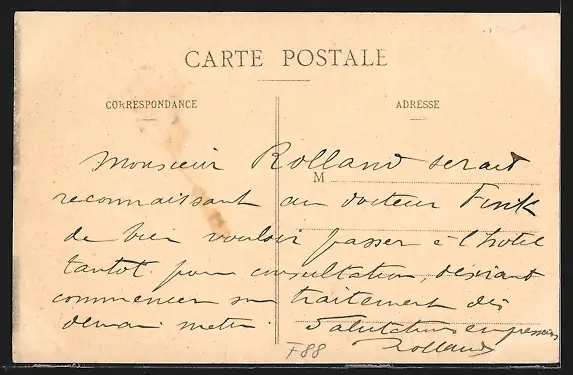 CARTE POSTALE
CORRESPONDANCE
ADRESSE
M
Monsieur Rolland serait
reconnaissant au docteur Fink
de bien vouloir passer à l'hôtel
tantot pour consultation, désirant
commencer son traitement dès
demain matin. Salutations empressées
Rolland
F88